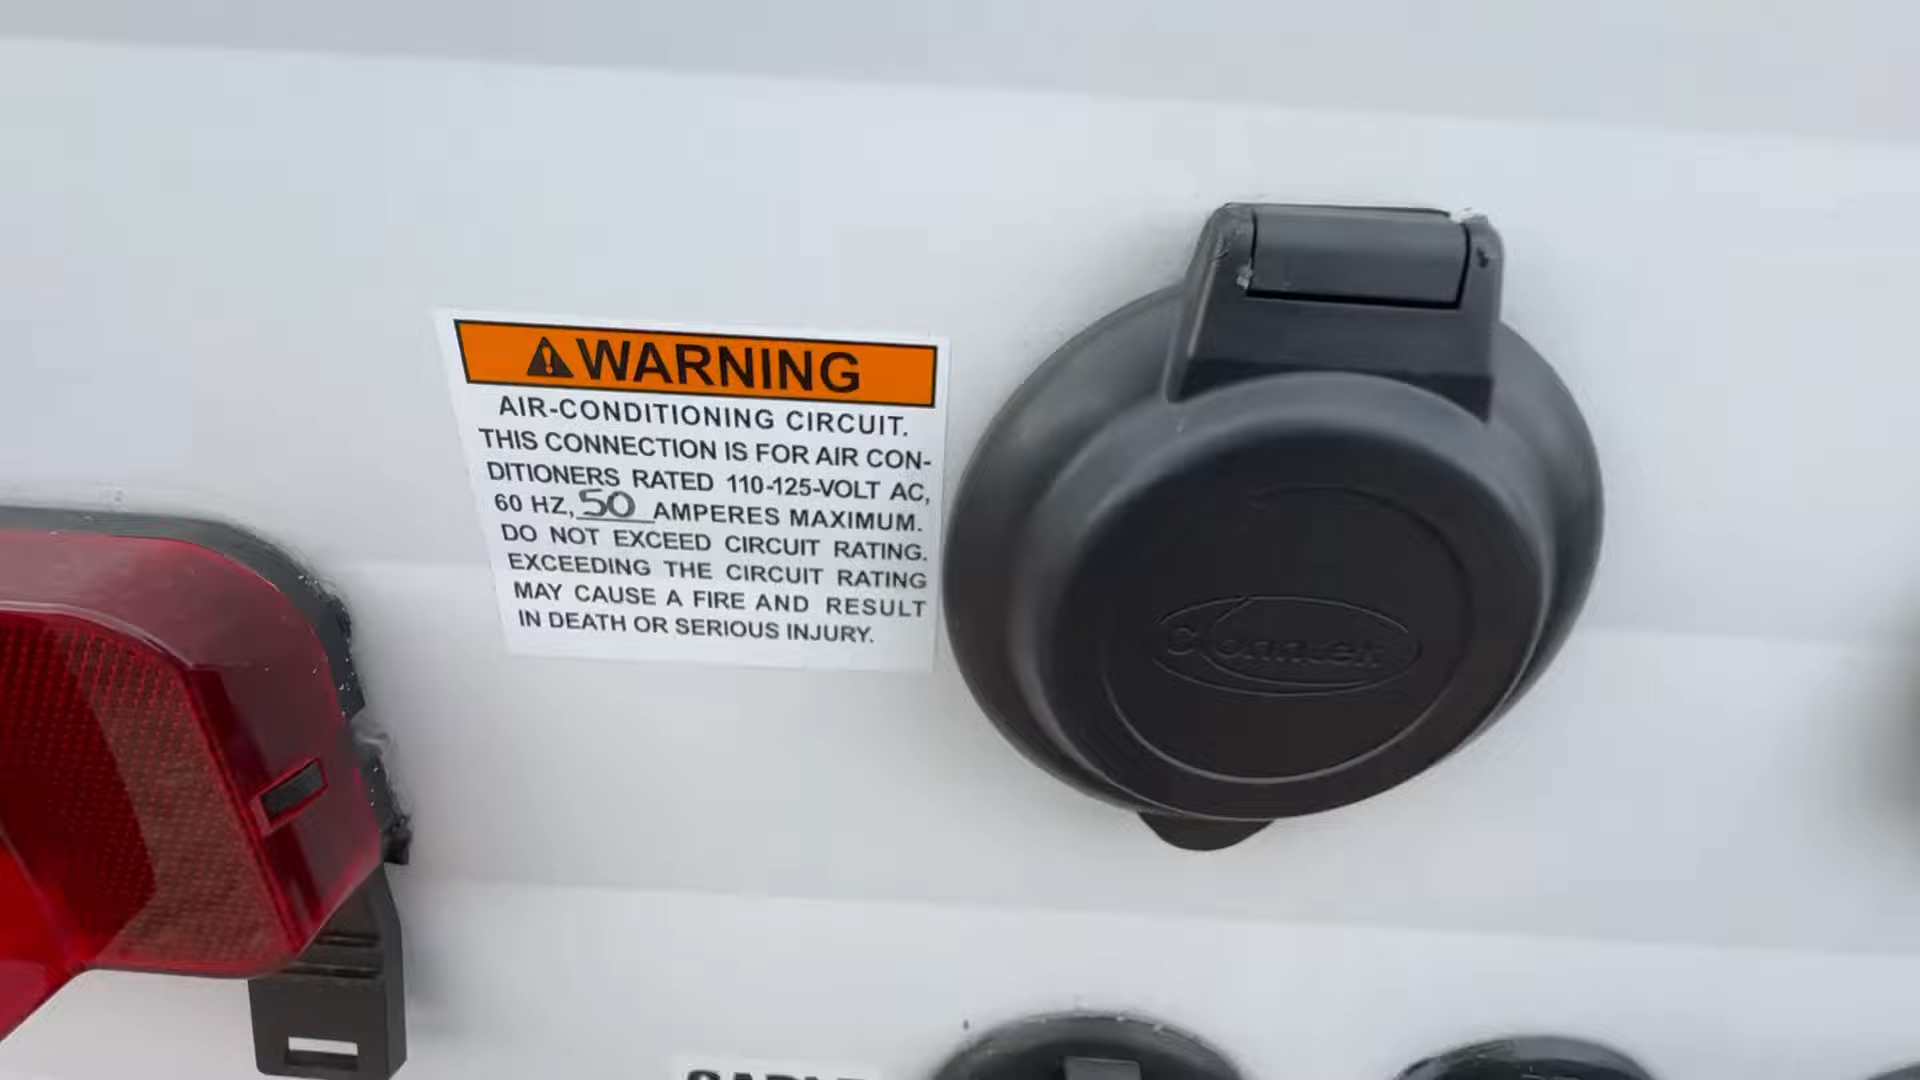 WARNING
AIR-CONDITIONING CIRCUIT.
THIS CONNECTION IS FOR AIR CON-
DITIONERS RATED 110-125-VOLT AC,
60 HZ, 50 AMPERES MAXIMUM.
DO NOT EXCEED CIRCUIT RATING.
EXCEEDING THE CIRCUIT RATING
MAY CAUSE A FIRE AND RESULT
IN DEATH OR SERIOUS INJURY.
Conntek